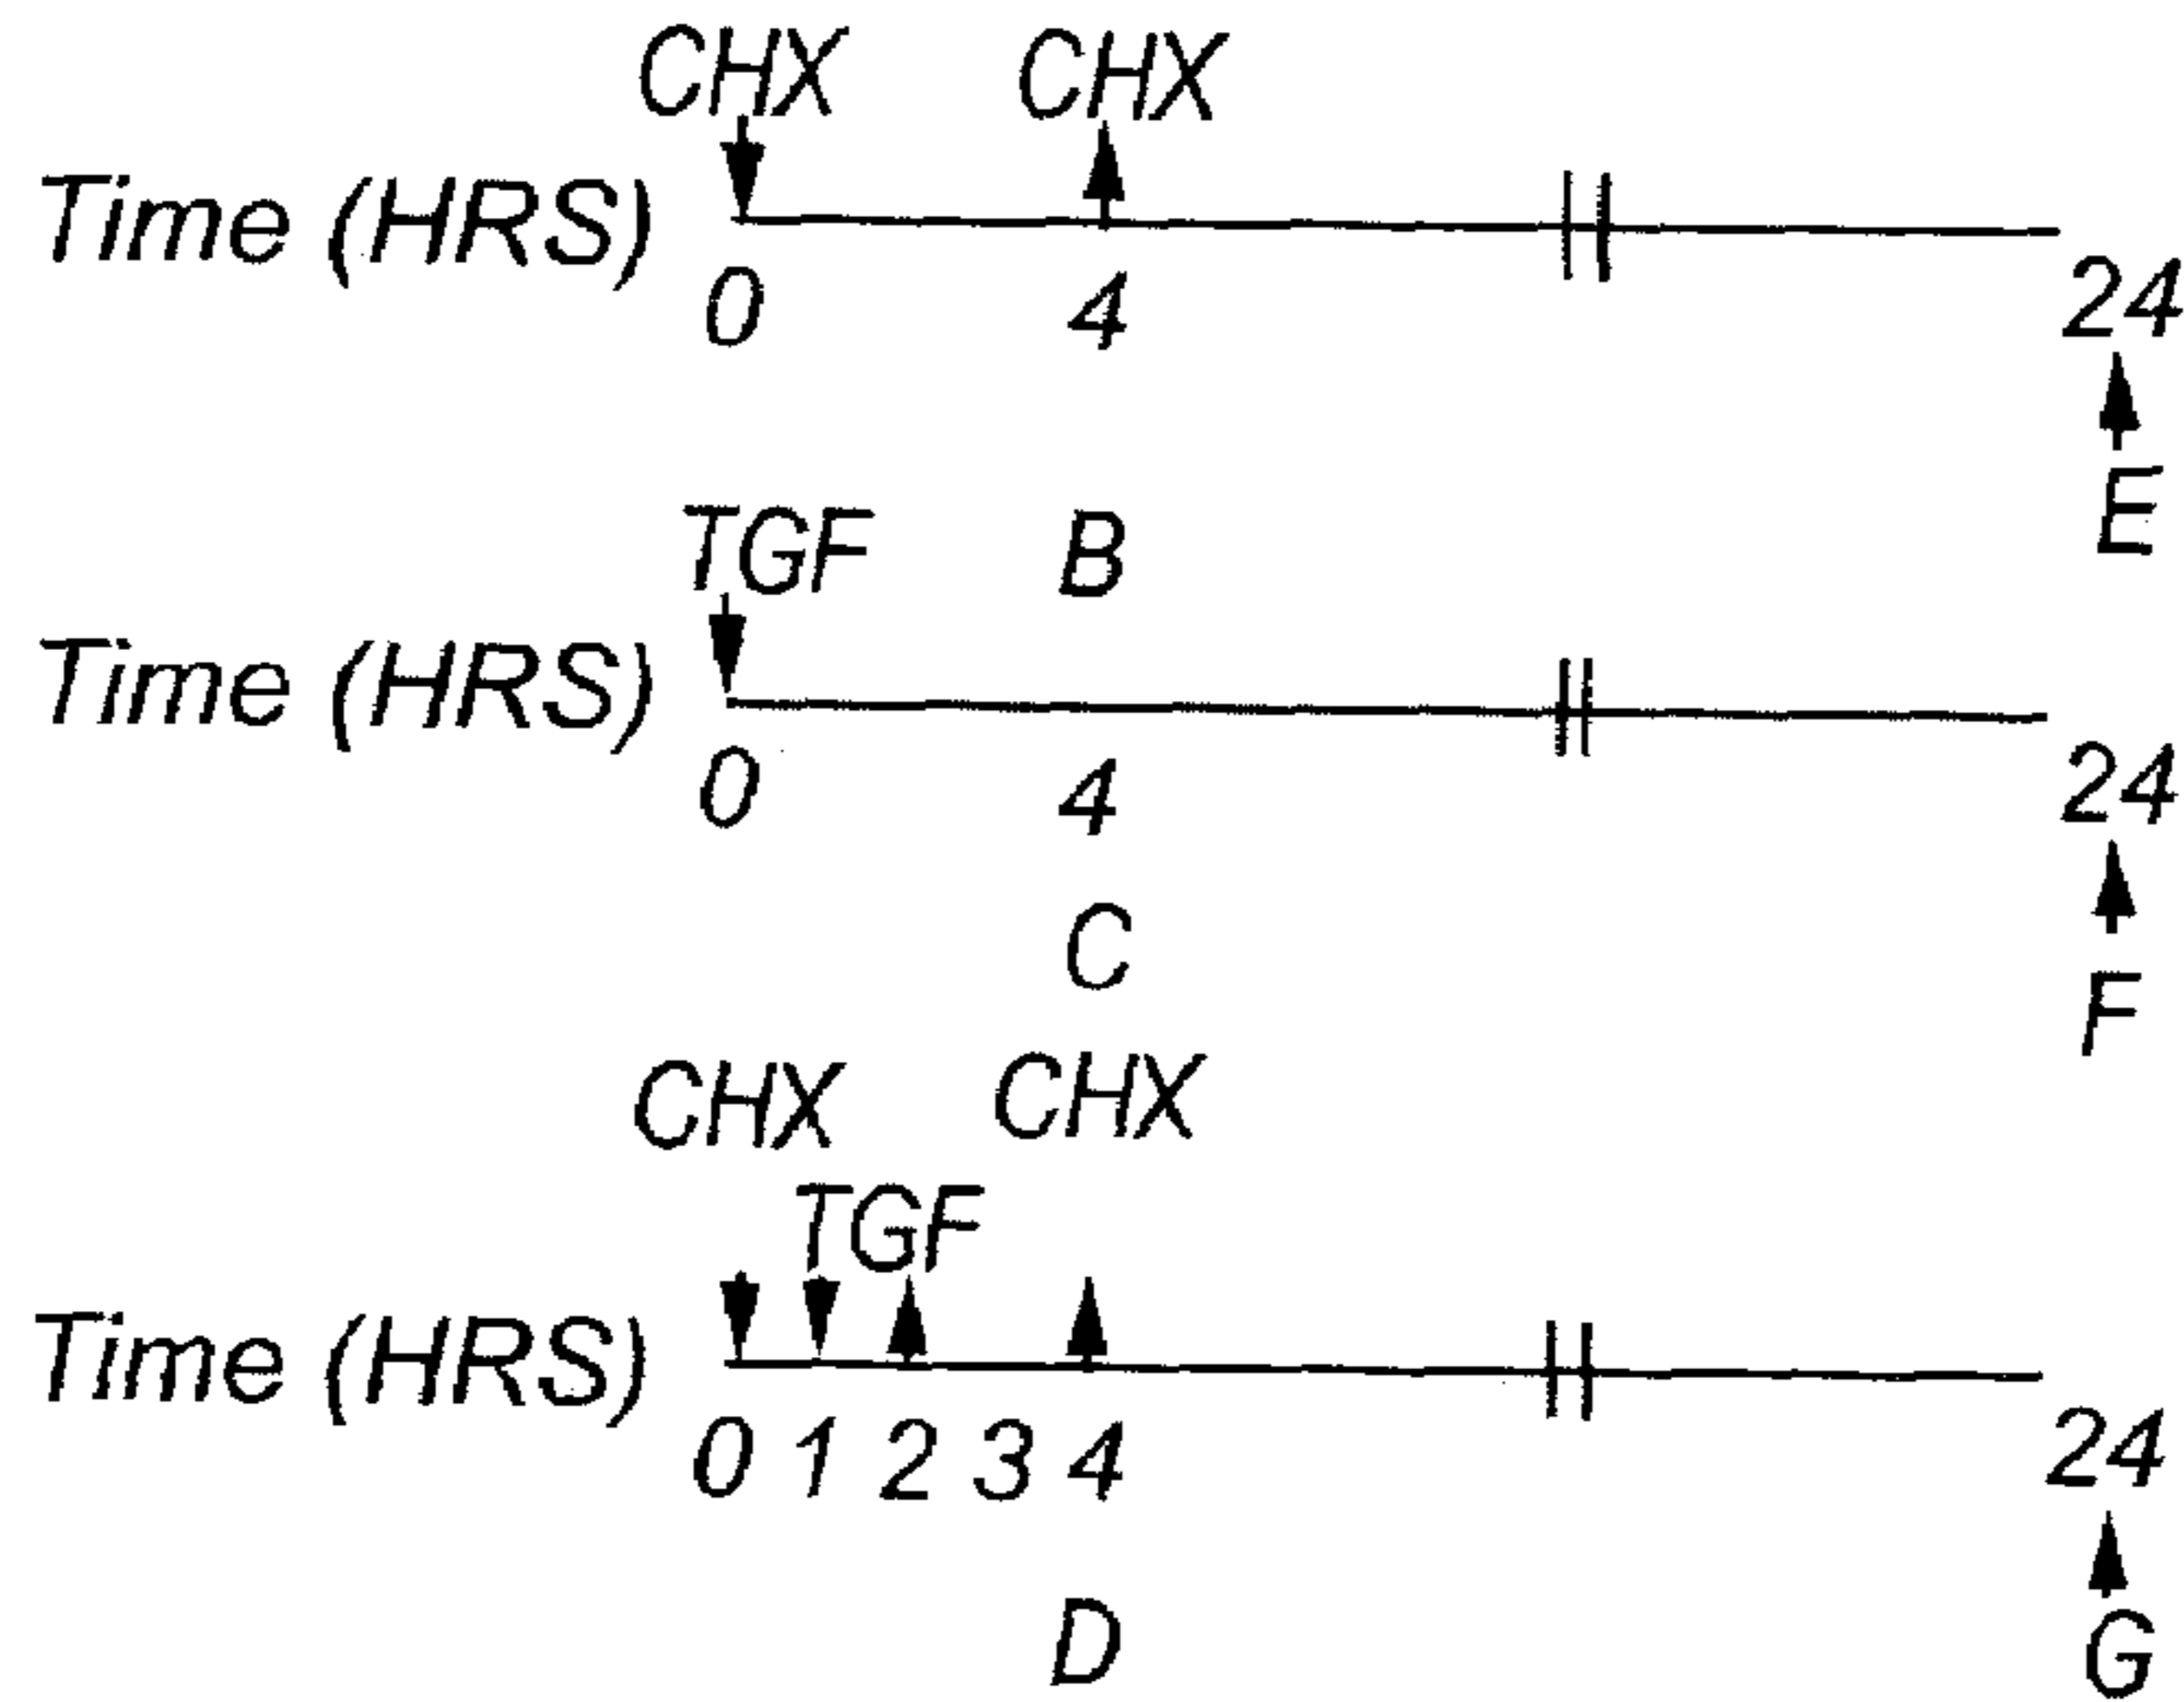 CHX CHX
Time (HRS)
0 4 24
E
TGF B
Time (HRS)
0 4 24
C
F
CHX CHX
TGF
Time (HRS)
0 1 2 3 4 24
D
G